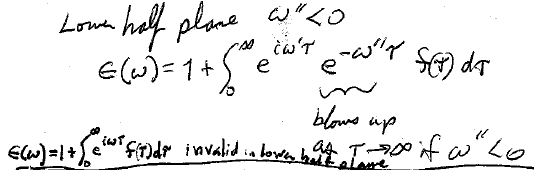 Lower half plane ω″<0
ε(ω)=1+∫₀^∞ e^{iω′τ} e^{-ω″τ} f(τ) dτ
blows up
as τ→∞ if ω″<0
ε(ω)=1+∫₀^∞ e^{iωτ} f(τ)dτ invalid in lower half plane